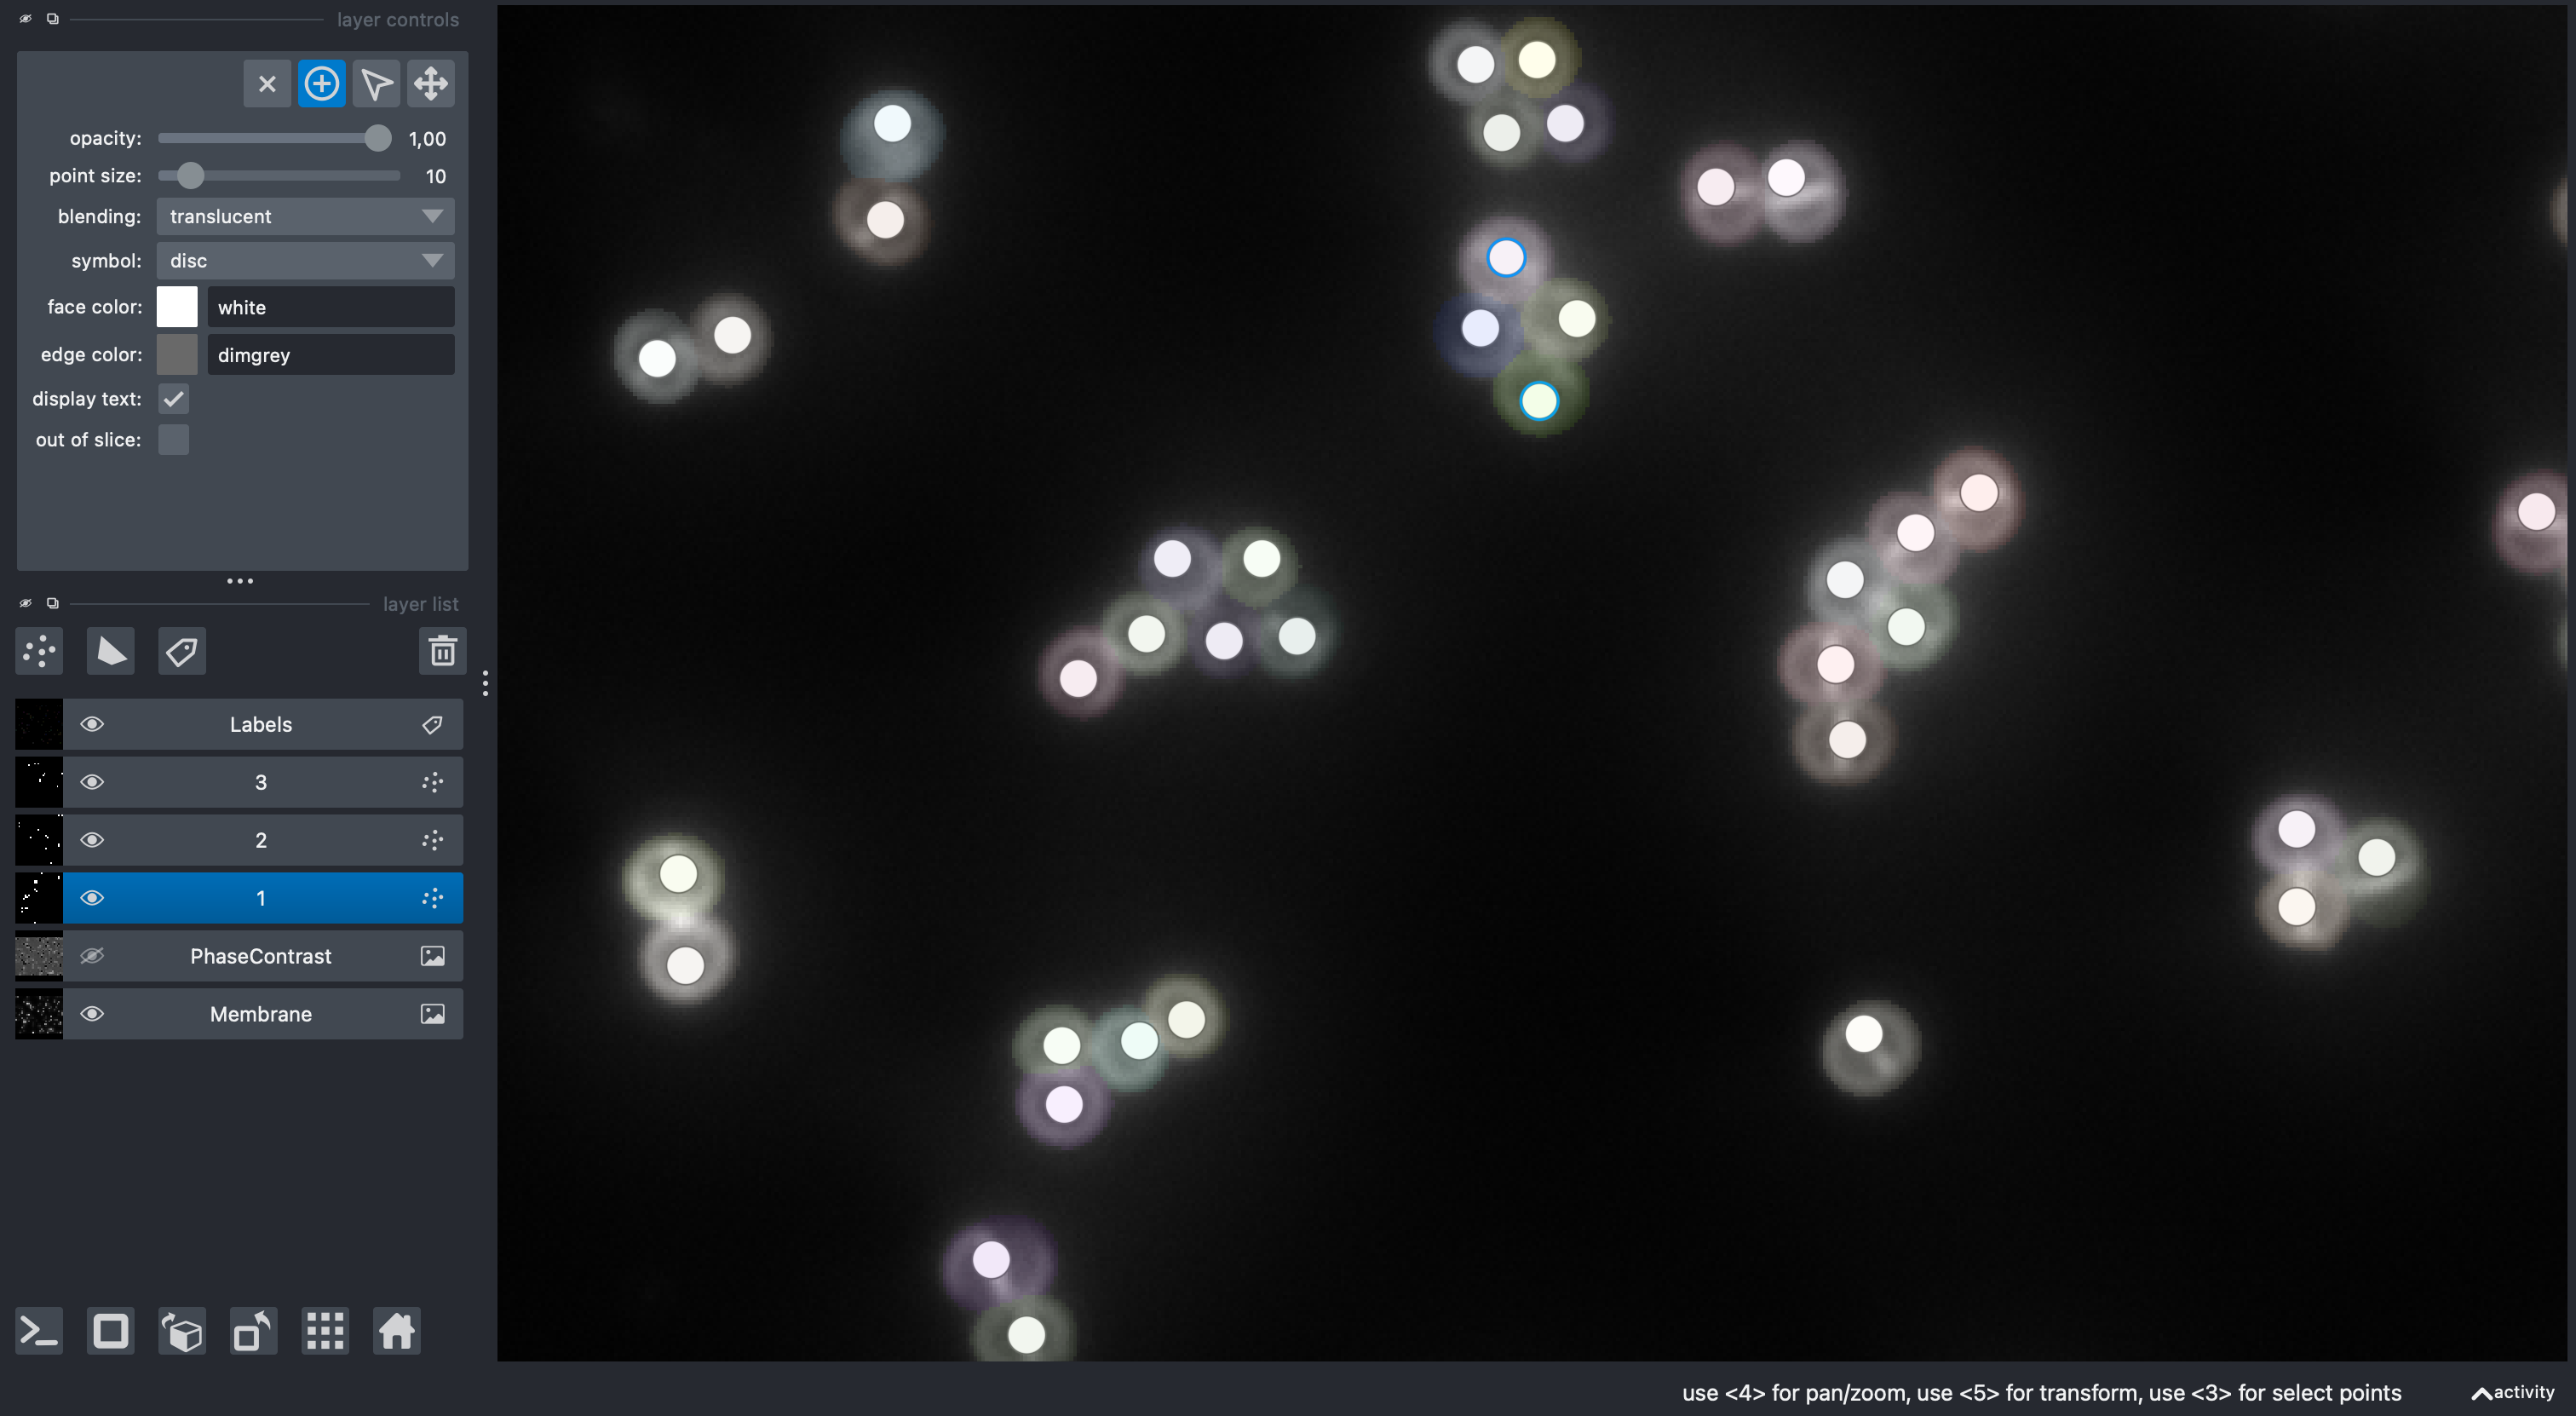 layer controls
opacity: 1,00
point size: 10
blending: translucent
symbol: disc
face color: white
edge color: dimgrey
display text:
out of slice:
layer list
Labels
3
2
1
PhaseContrast
Membrane
use <4> for pan/zoom, use <5> for transform, use <3> for select points
activity